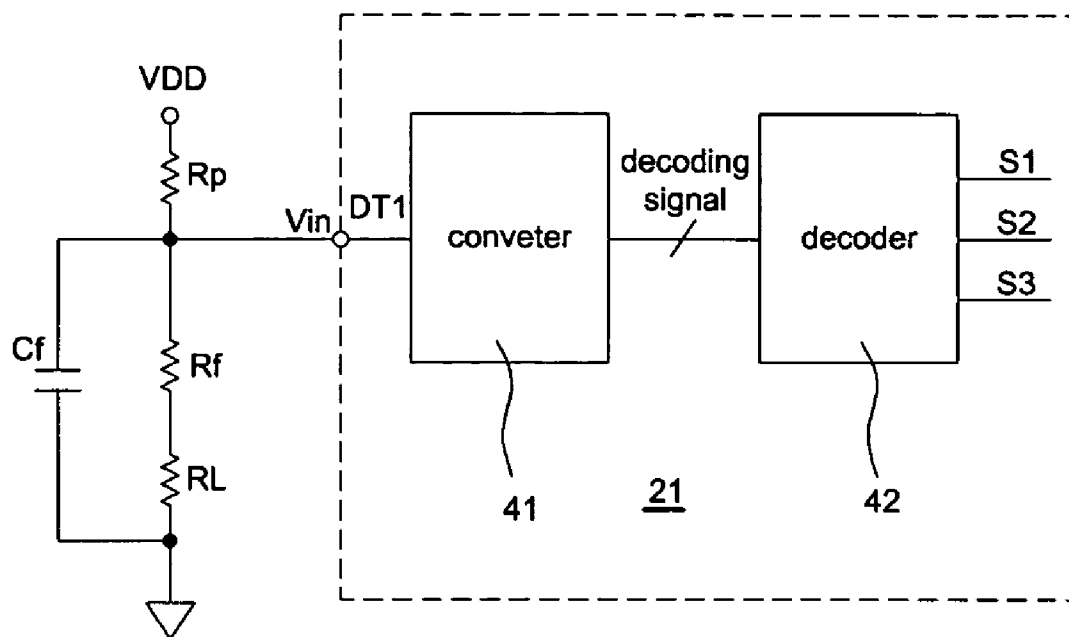 VDD
Rp
Vin
DT1
conveter
decoding
signal
decoder
S1
S2
S3
Cf
Rf
RL
41
21
42